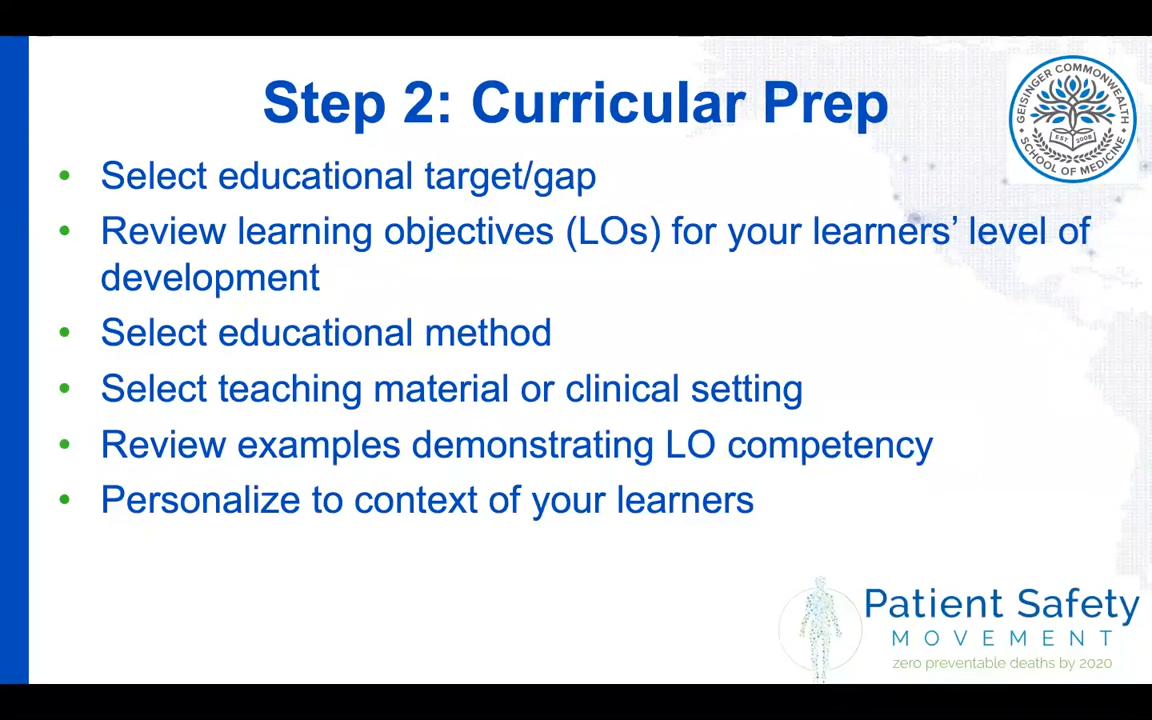 Step 2: Curricular Prep
GEISINGER COMMONWEALTH
SCHOOL OF MEDICINE
EST. 2008
• Select educational target/gap
• Review learning objectives (LOs) for your learners’ level of
development
• Select educational method
• Select teaching material or clinical setting
• Review examples demonstrating LO competency
• Personalize to context of your learners
Patient Safety
MOVEMENT
zero preventable deaths by 2020